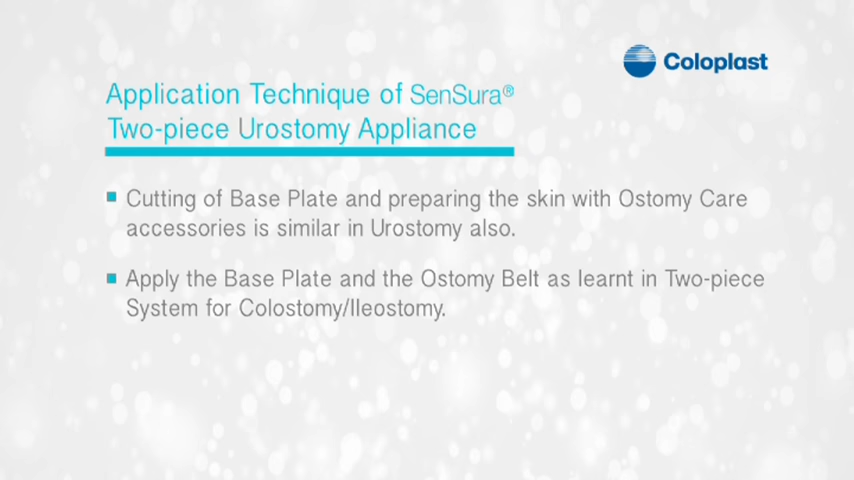 Coloplast
Application Technique of SenSura®
Two-piece Urostomy Appliance
Cutting of Base Plate and preparing the skin with Ostomy Care
accessories is similar in Urostomy also.
Apply the Base Plate and the Ostomy Belt as learnt in Two-piece
System for Colostomy/Ileostomy.